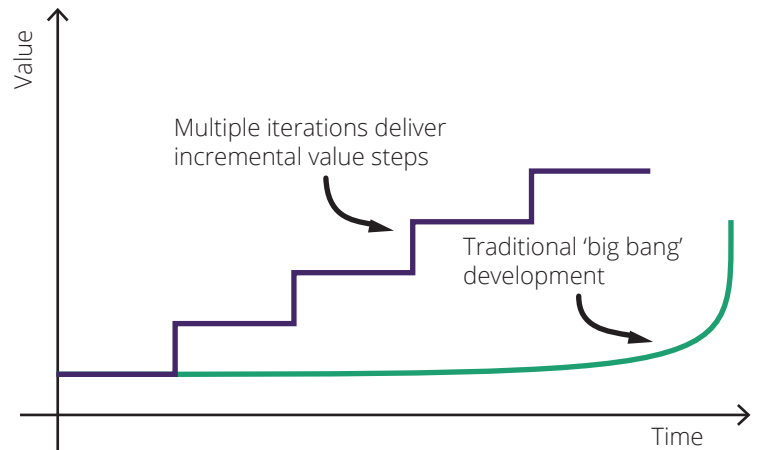 Value
Multiple iterations deliver
incremental value steps
Traditional ‘big bang’
development
Time